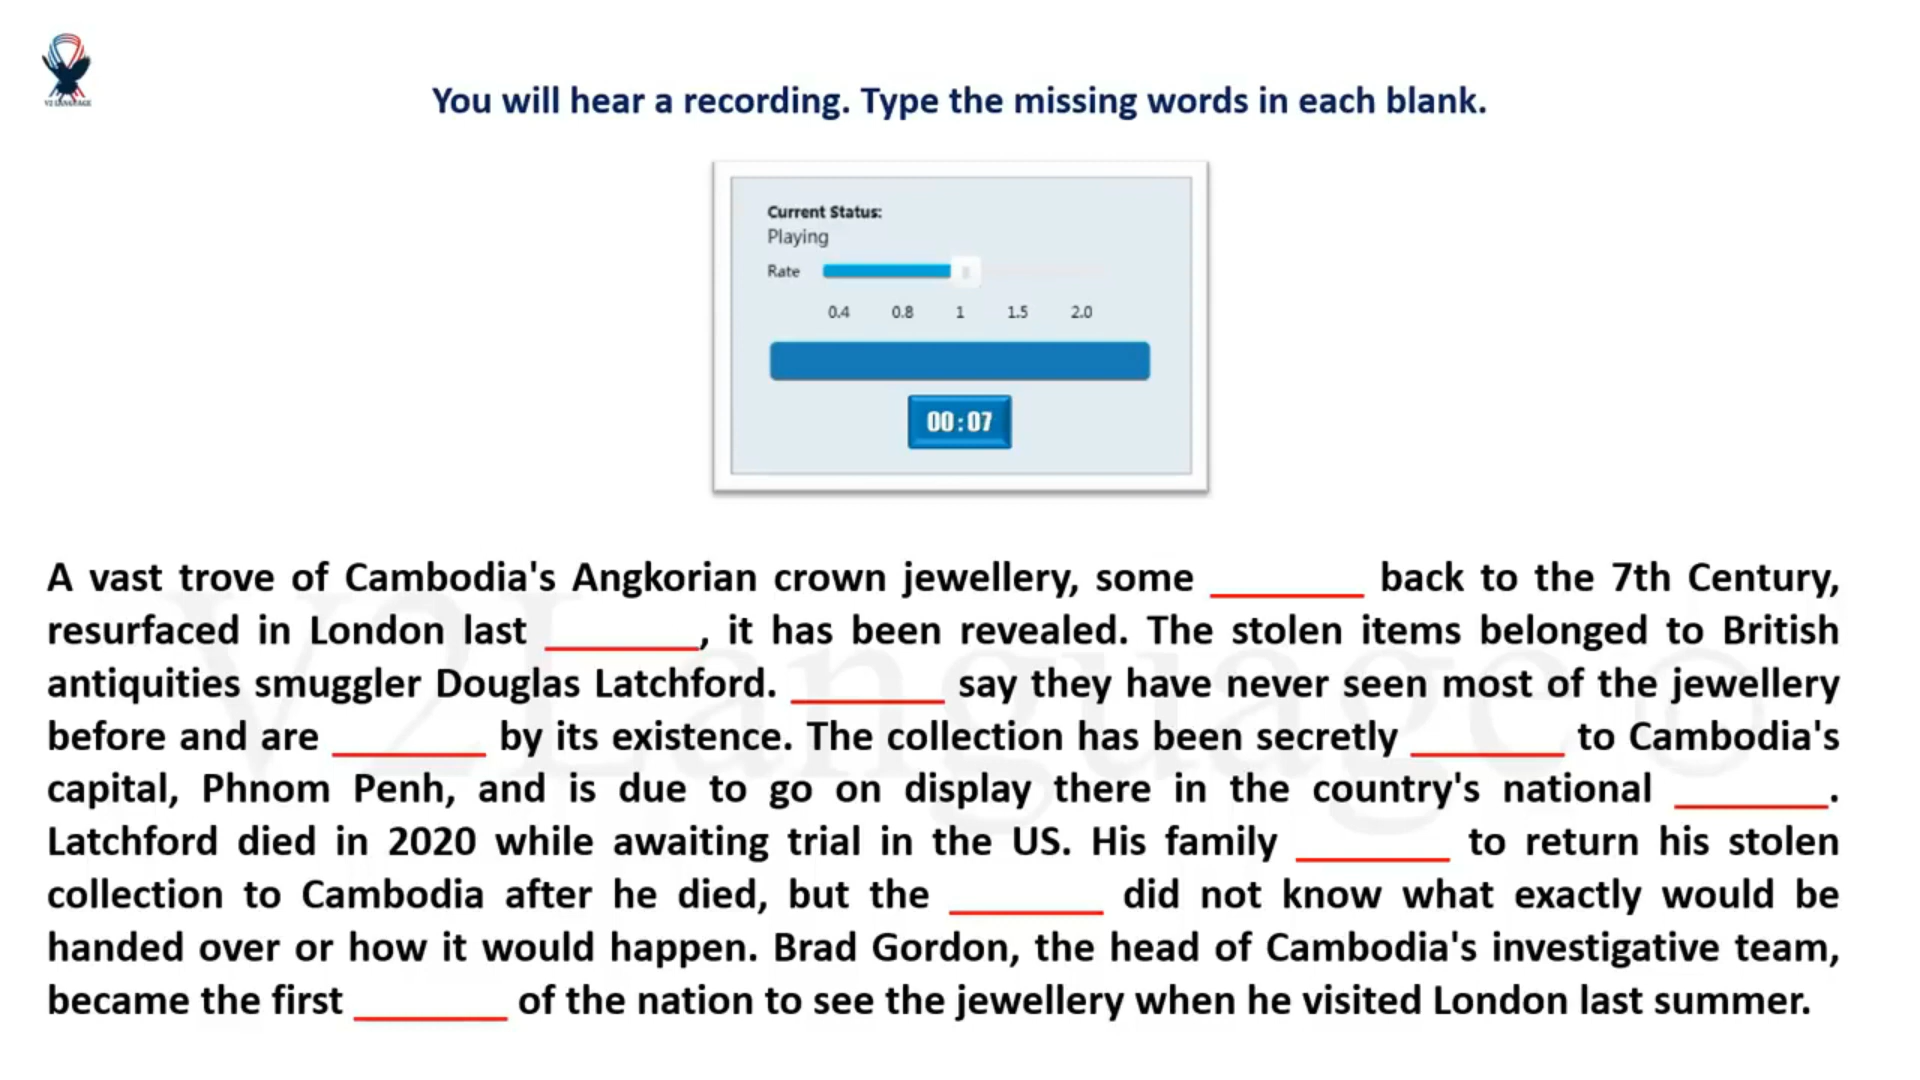 V2 LANGUAGE
You will hear a recording. Type the missing words in each blank.
Current Status:
Playing
Rate
0.4 0.8 1 1.5 2.0
00:07
A vast trove of Cambodia's Angkorian crown jewellery, some ________ back to the 7th Century,
resurfaced in London last ________, it has been revealed. The stolen items belonged to British
antiquities smuggler Douglas Latchford. ________ say they have never seen most of the jewellery
before and are ________ by its existence. The collection has been secretly ________ to Cambodia's
capital, Phnom Penh, and is due to go on display there in the country's national ________.
Latchford died in 2020 while awaiting trial in the US. His family ________ to return his stolen
collection to Cambodia after he died, but the ________ did not know what exactly would be
handed over or how it would happen. Brad Gordon, the head of Cambodia's investigative team,
became the first ________ of the nation to see the jewellery when he visited London last summer.
V2Language ©